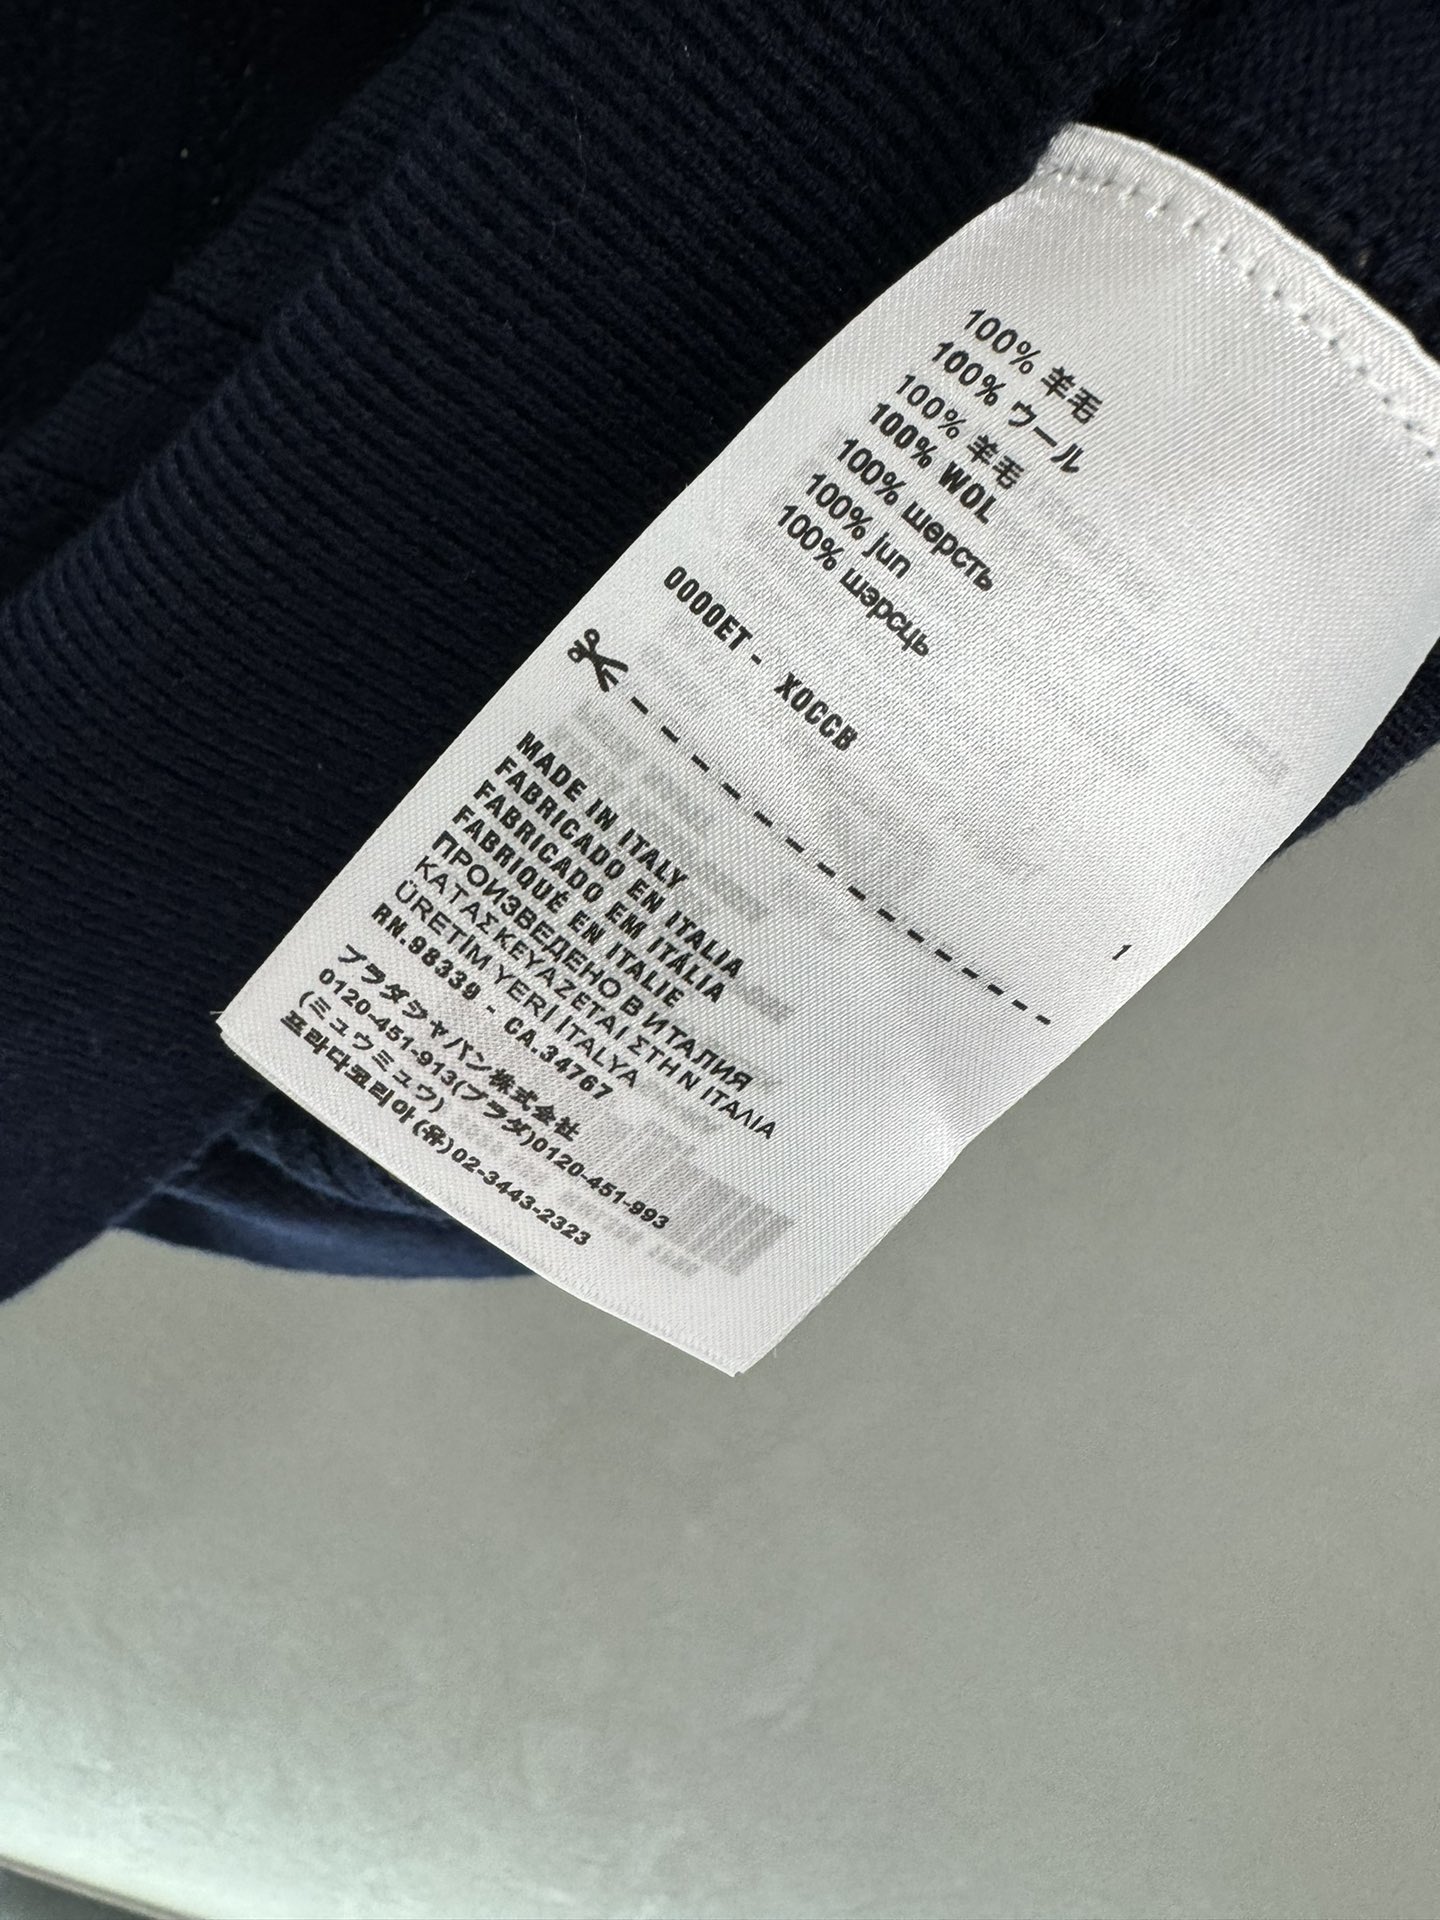 100% 羊毛
100% ウール
100% 羊毛
100% WOL
100% шерсть
100% jun
100% шэрсць
0000ET - X0CCB
1
MADE IN ITALY
FABRICADO EN ITALIA
FABRICADO EM ITÁLIA
FABRIQUÉ EN ITALIE
ПРОИЗВЕДЕНО В ИТАЛИЯ
ΚΑΤΑΣΚΕΥΑΖΕΤΑΙ ΣΤΗΝ ΙΤΑΛΙΑ
ÜRETİM YERİ İTALYA
RN.98339 - CA.34767
プラダジャパン株式会社
0120-451-913(プラダ)0120-451-993
(ミュウミュウ)
프라다코리아(유)02-3443-2323